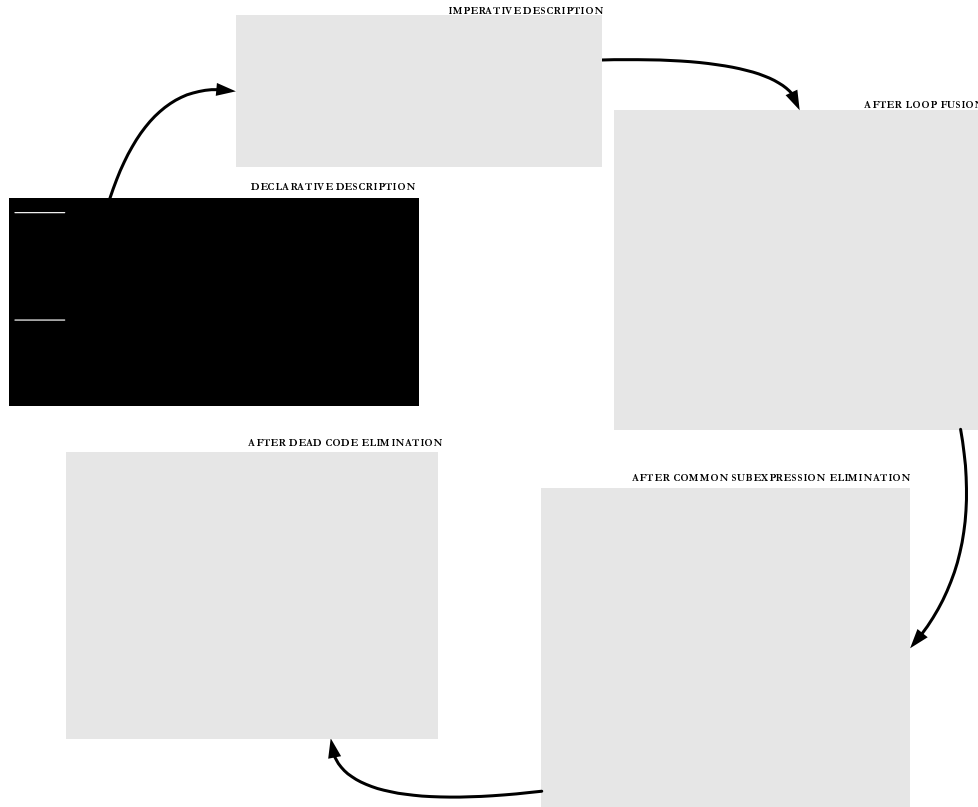 IMPERATIVE DESCRIPTION
AFTER LOOP FUSION
DECLARATIVE DESCRIPTION
AFTER DEAD CODE ELIMINATION
AFTER COMMON SUBEXPRESSION ELIMINATION